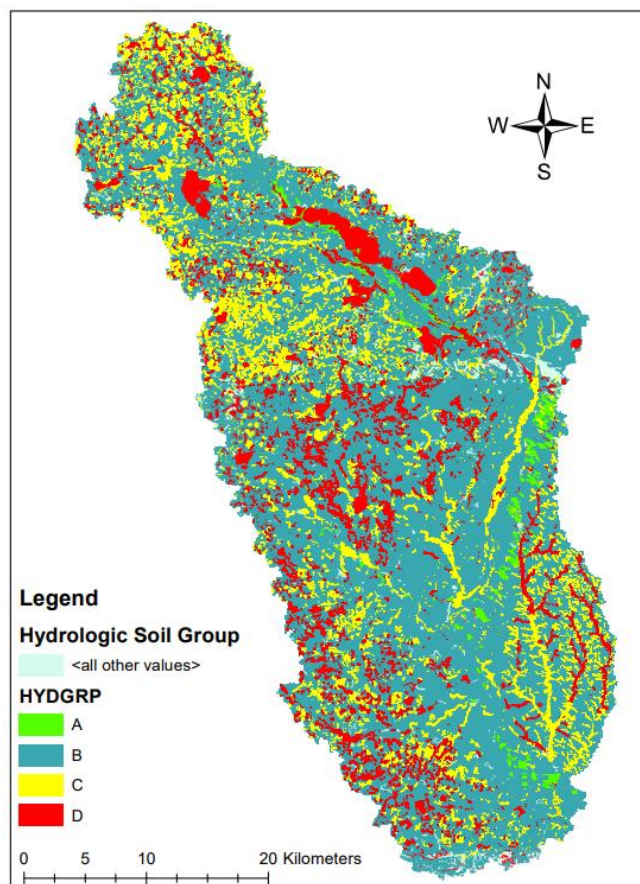 N
W E
S
Legend
Hydrologic Soil Group
<all other values>
HYDGRP
A
B
C
D
0 5 10 20 Kilometers